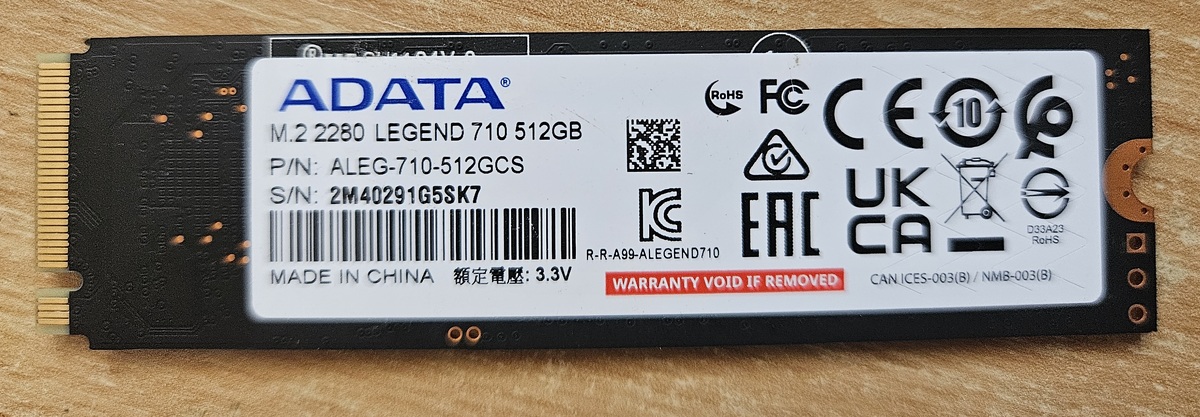 ADATA®
M.2 2280 LEGEND 710 512GB
P/N: ALEG-710-512GCS
S/N: 2M40291G5SK7
MADE IN CHINA 額定電壓: 3.3V
R-R-A99-ALEGEND710
WARRANTY VOID IF REMOVED
RoHS
FC
CE
10
UK
CA
EAC
D33A23
RoHS
CAN ICES-003(B) / NMB-003(B)